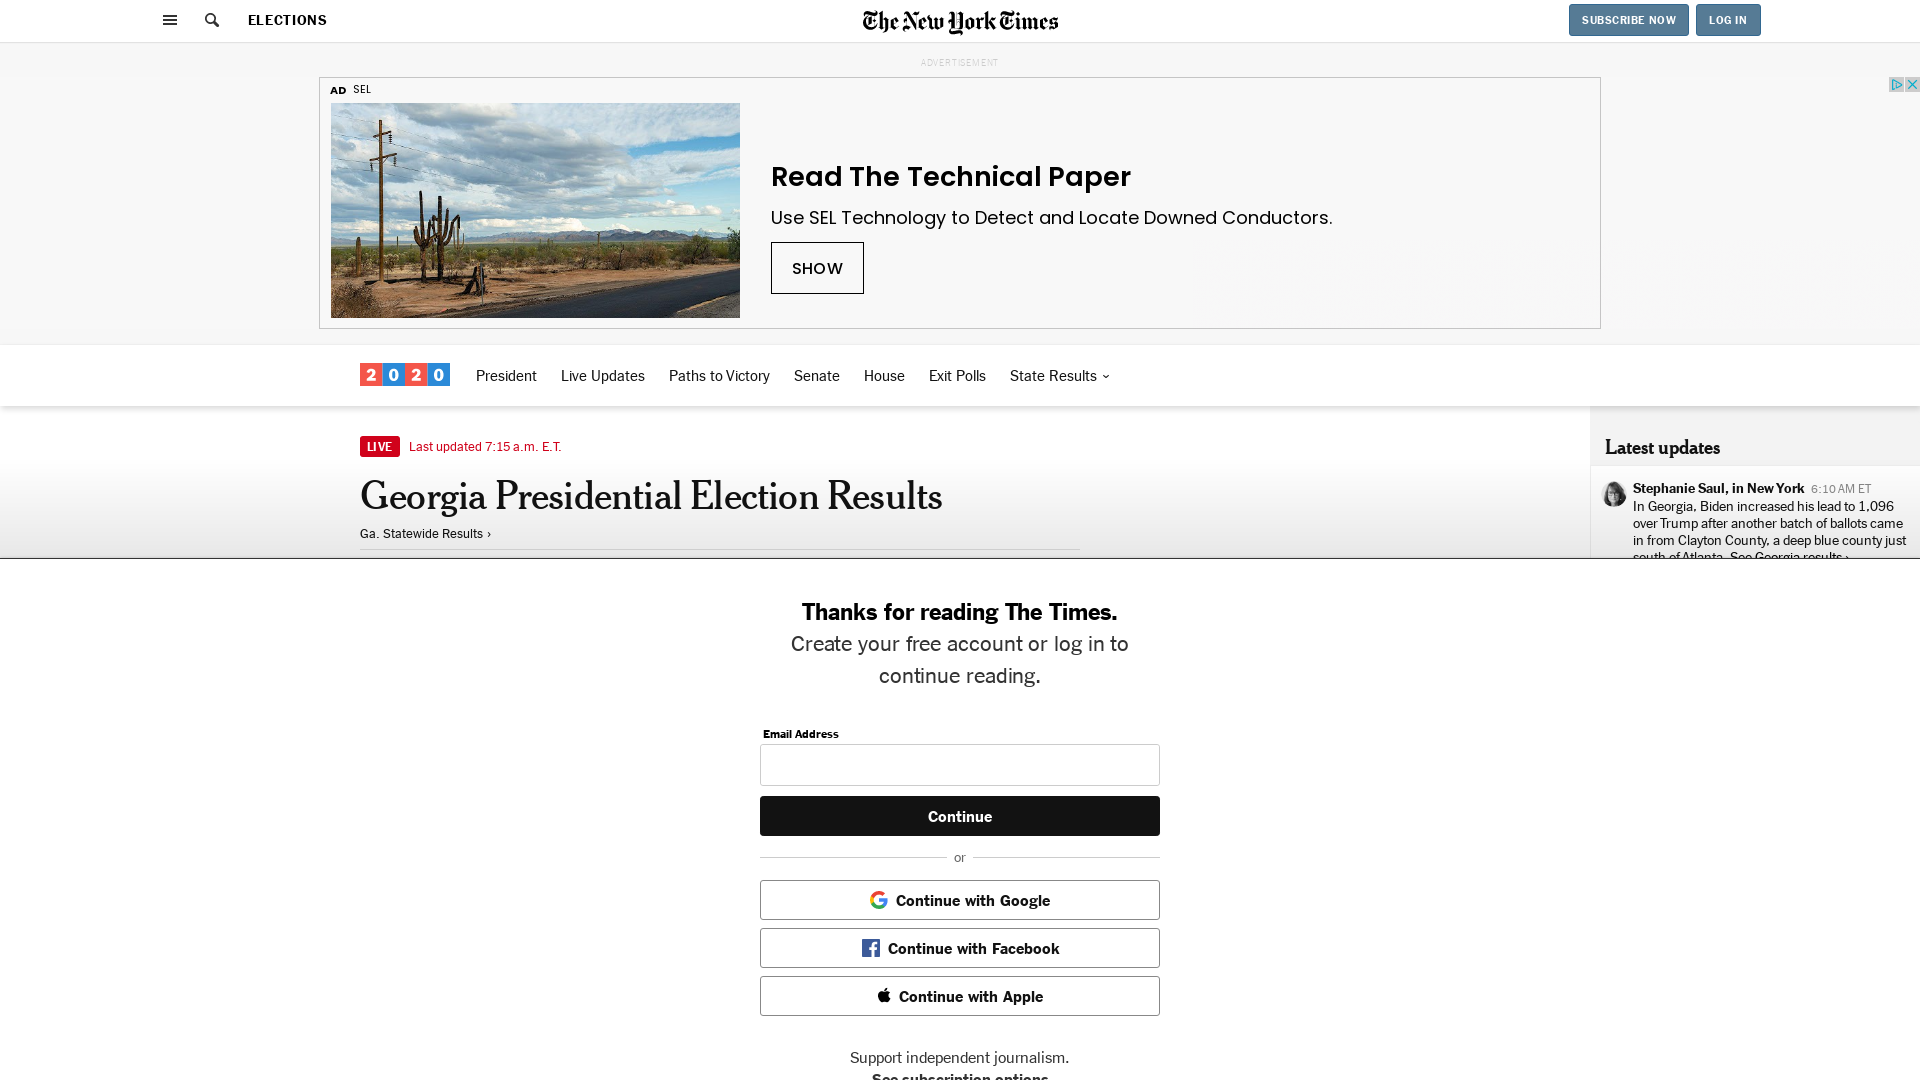 ELECTIONS
The New York Times
SUBSCRIBE NOW
LOG IN
ADVERTISEMENT
AD SEL
Read The Technical Paper
Use SEL Technology to Detect and Locate Downed Conductors.
SHOW
2020
President
Live Updates
Paths to Victory
Senate
House
Exit Polls
State Results
LIVE Last updated 7:15 a.m. E.T.
Georgia Presidential Election Results
Ga. Statewide Results ›
Latest updates
Stephanie Saul, in New York 6:10 AM ET
In Georgia, Biden increased his lead to 1,096
over Trump after another batch of ballots came
in from Clayton County, a deep blue county just
south of Atlanta. See Georgia results ›
Thanks for reading The Times.
Create your free account or log in to
continue reading.
Email Address
Continue
or
Continue with Google
Continue with Facebook
Continue with Apple
Support independent journalism.
See subscription options.